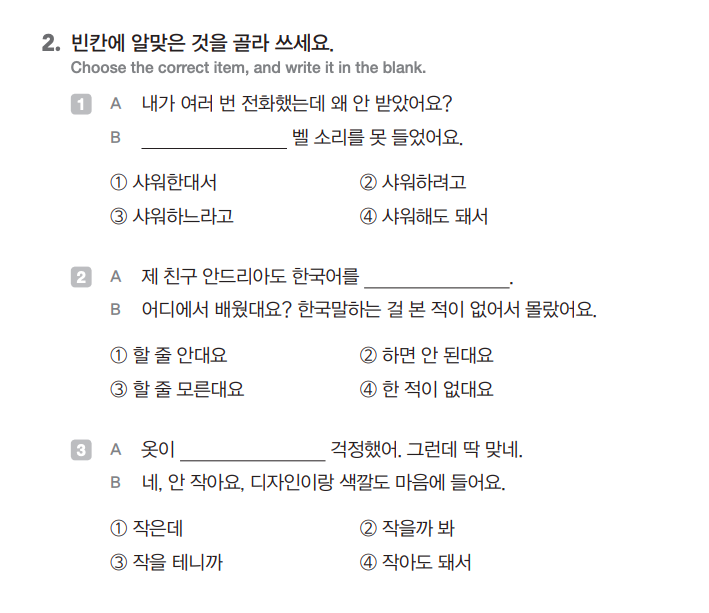 2. 빈칸에 알맞은 것을 골라 쓰세요.
Choose the correct item, and write it in the blank.
1 A 내가 여러 번 전화했는데 왜 안 받았어요?
B ______________ 벨 소리를 못 들었어요.
① 샤워한대서 ② 샤워하려고
③ 샤워하느라고 ④ 샤워해도 돼서
2 A 제 친구 안드리아도 한국어를 ______________.
B 어디에서 배웠대요? 한국말하는 걸 본 적이 없어서 몰랐어요.
① 할 줄 안대요 ② 하면 안 된대요
③ 할 줄 모른대요 ④ 한 적이 없대요
3 A 옷이 ______________ 걱정했어. 그런데 딱 맞네.
B 네, 안 작아요, 디자인이랑 색깔도 마음에 들어요.
① 작은데 ② 작을까 봐
③ 작을 테니까 ④ 작아도 돼서